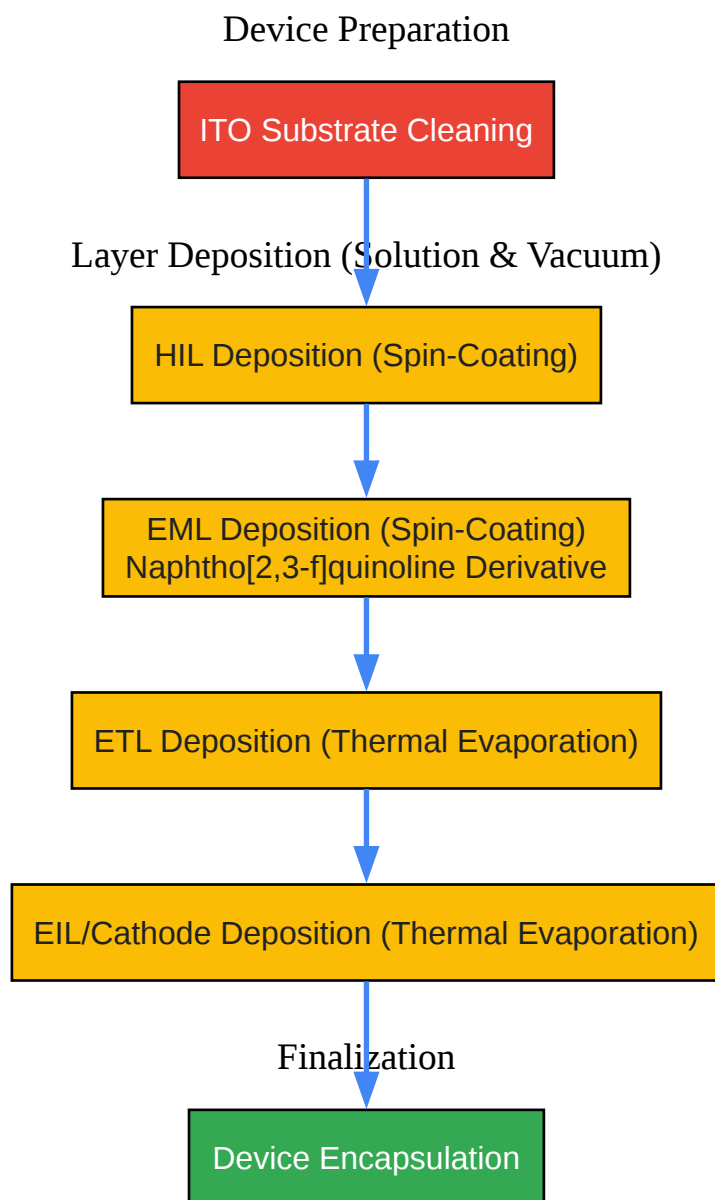 Device Preparation
ITO Substrate Cleaning
Layer Deposition (Solution & Vacuum)
HIL Deposition (Spin-Coating)
EML Deposition (Spin-Coating)
Naphtho[2,3-f]quinoline Derivative
ETL Deposition (Thermal Evaporation)
EIL/Cathode Deposition (Thermal Evaporation)
Finalization
Device Encapsulation